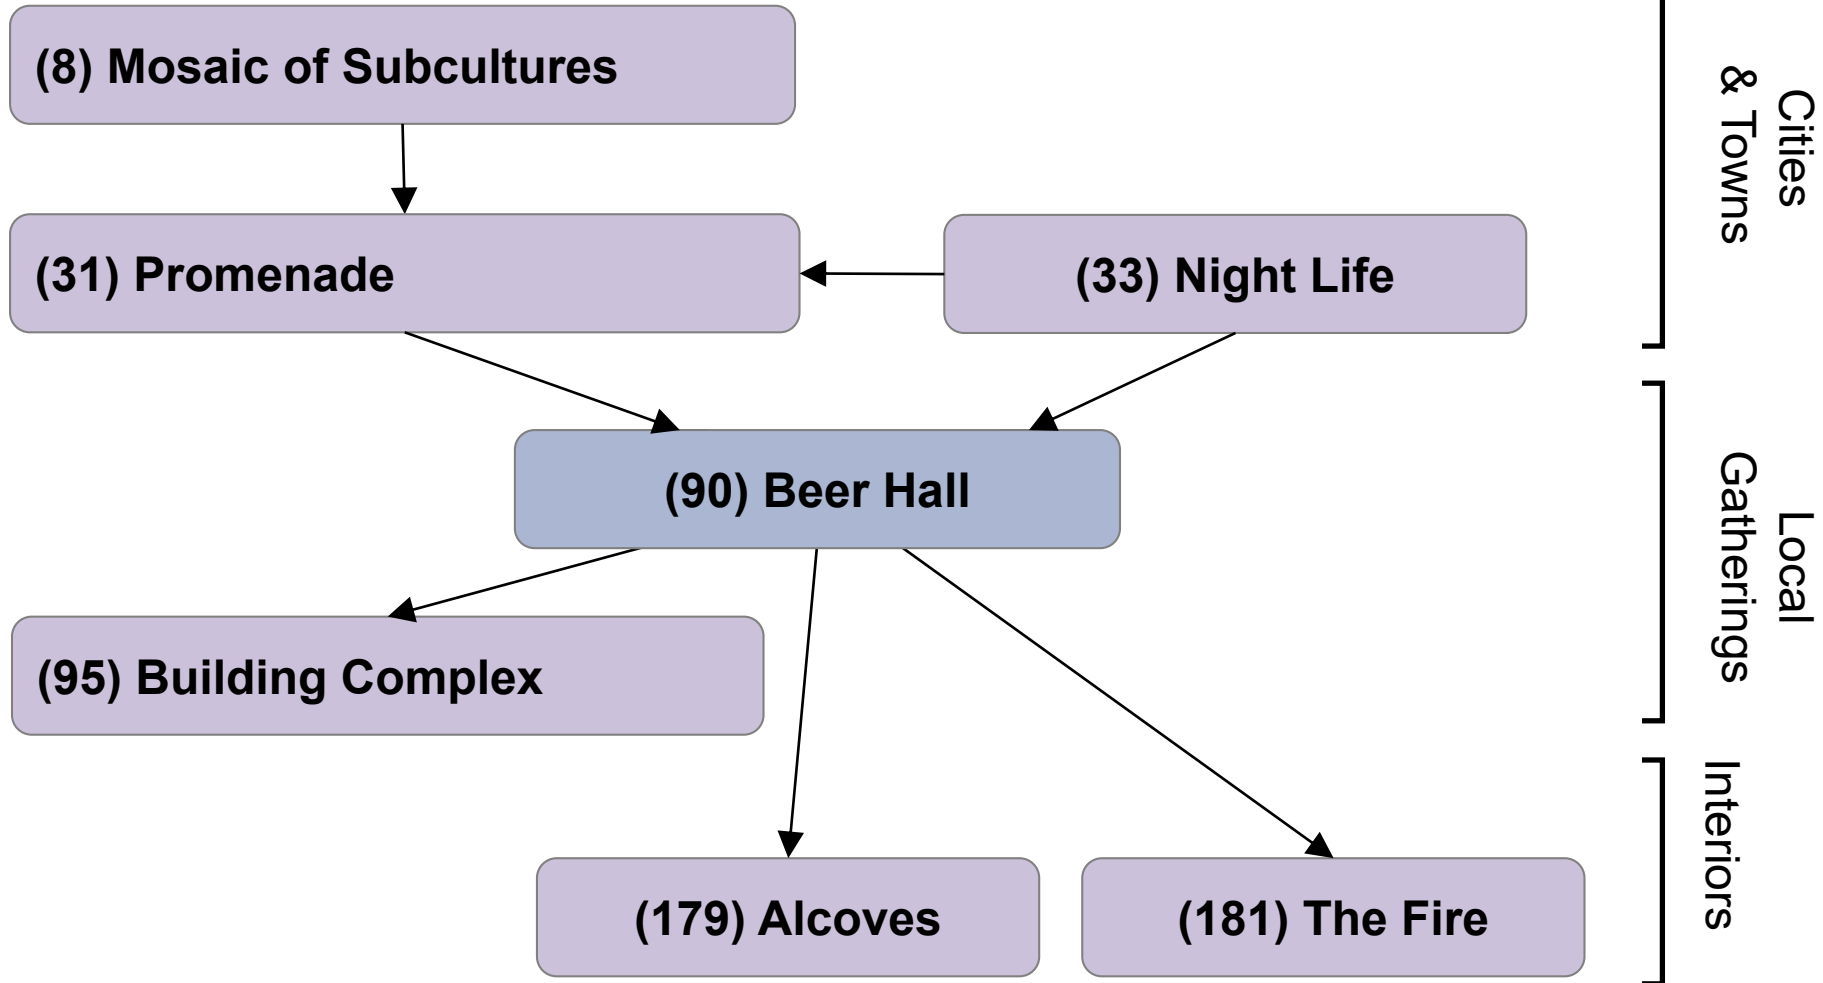 (8) Mosaic of Subcultures
(31) Promenade
(33) Night Life
Cities
& Towns
(90) Beer Hall
(95) Building Complex
Local
Gatherings
(179) Alcoves
(181) The Fire
Interiors